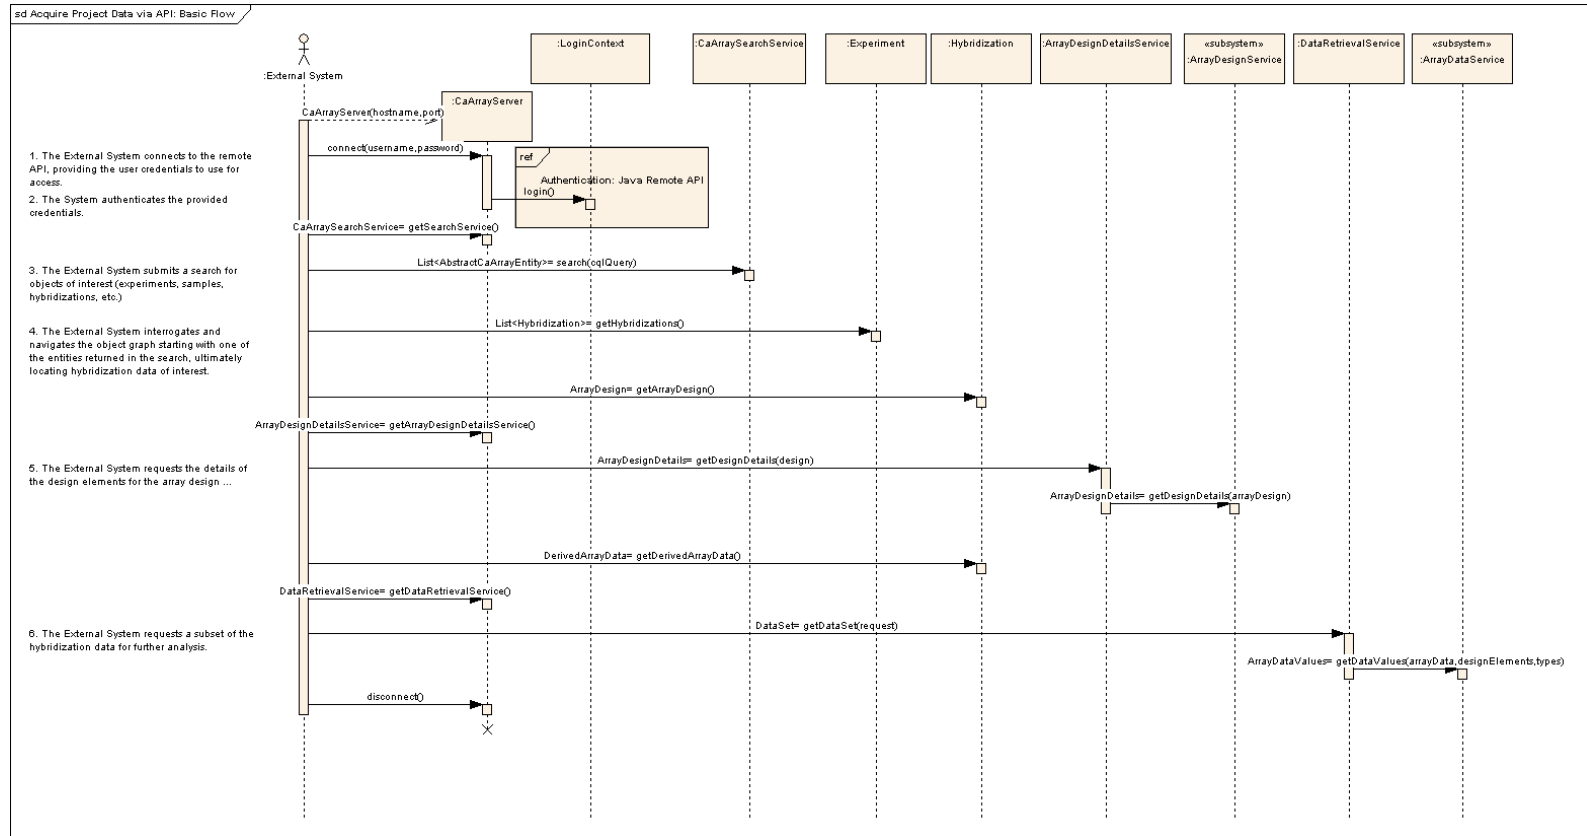 sd Acquire Project Data via API: Basic Flow
:External System
:LoginContext
:CaArraySearchService
:Experiment
:Hybridization
:ArrayDesignDetailsService
«subsystem»
:ArrayDesignService
:DataRetrievalService
«subsystem»
:ArrayDataService
:CaArrayServer
CaArrayServer(hostname,port)
1. The External System connects to the remote
API, providing the user credentials to use for
access.
connect(username,password)
ref
Authentication: Java Remote API
login()
2. The System authenticates the provided
credentials.
CaArraySearchService= getSearchService()
3. The External System submits a search for
objects of interest (experiments, samples,
hybridizations, etc.)
List<AbstractCaArrayEntity>= search(cqlQuery)
4. The External System interrogates and
navigates the object graph starting with one of
the entities returned in the search, ultimately
locating hybridization data of interest.
List<Hybridization>= getHybridizations()
ArrayDesign= getArrayDesign()
ArrayDesignDetailsService= getArrayDesignDetailsService()
5. The External System requests the details of
the design elements for the array design ...
ArrayDesignDetails= getDesignDetails(design)
ArrayDesignDetails= getDesignDetails(arrayDesign)
DerivedArrayData= getDerivedArrayData()
DataRetrievalService= getDataRetrievalService()
6. The External System requests a subset of the
hybridization data for further analysis.
DataSet= getDataSet(request)
ArrayDataValues= getDataValues(arrayData,designElements,types)
disconnect()